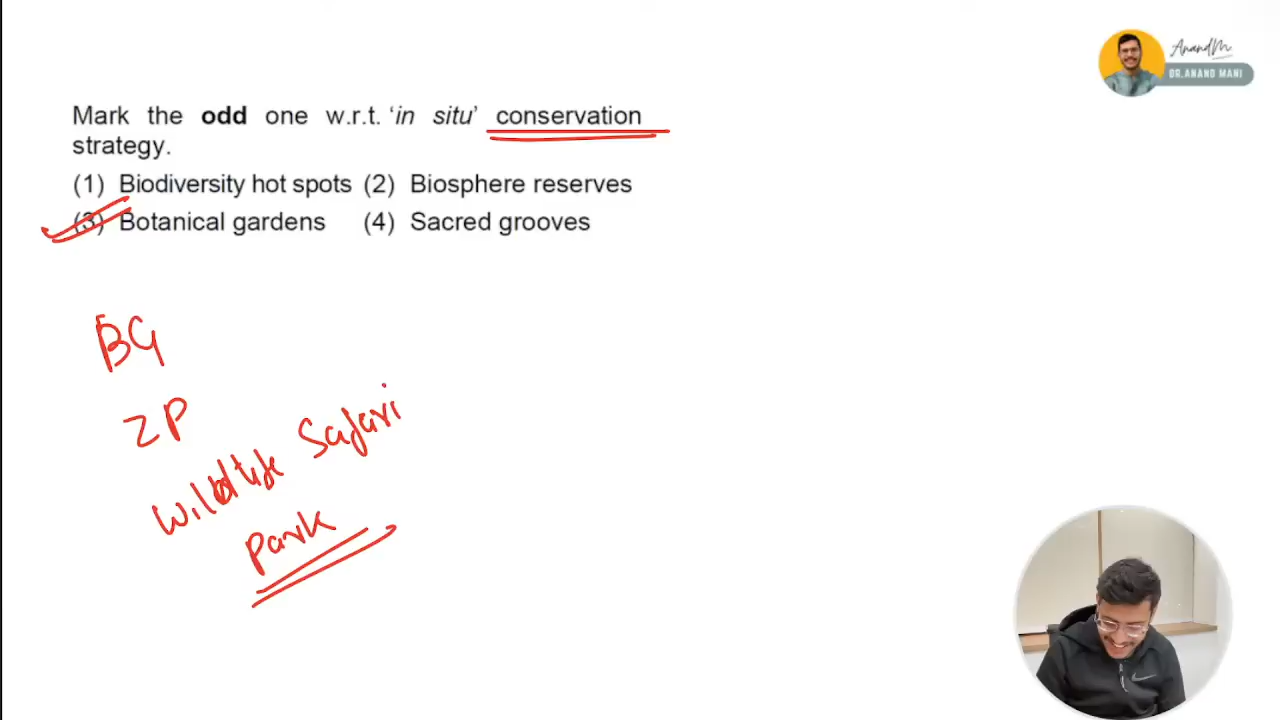 AnandM.
DR.ANAND MANI
Mark the odd one w.r.t. ‘in situ’ conservation
strategy.
(1) Biodiversity hot spots (2) Biosphere reserves
(3) Botanical gardens (4) Sacred grooves
BG
ZP
Wildlife Safari
Park